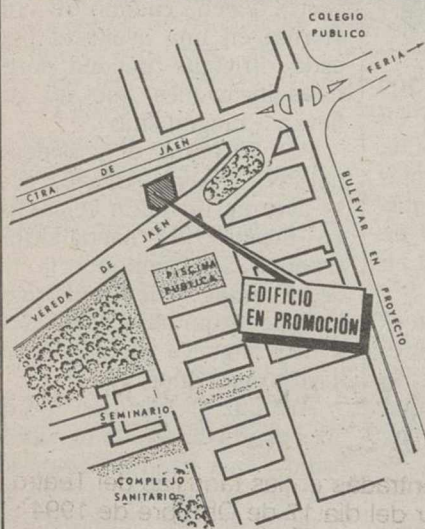 COLEGIO
PUBLICO
FERIA
CTRA DE JAEN
VEREDA DE JAEN
BULEVAR EN PROYECTO
PISCINA
PUBLICA
EDIFICIO
EN PROMOCIÓN
SEMINARIO
COMPLEJO
SANITARIO